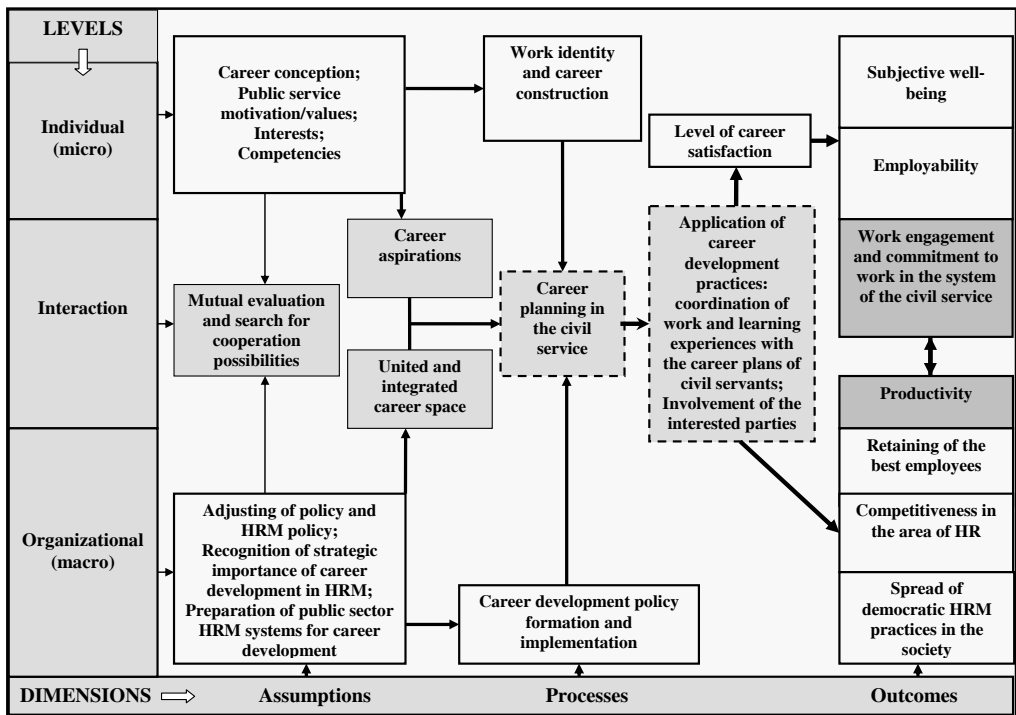 LEVELS
Individual
(micro)
Interaction
Organizational
(macro)
Career conception;
Public service
motivation/values;
Interests;
Competencies
Work identity
and career
construction
Level of career
satisfaction
Subjective well-
being
Employability
Career
aspirations
Mutual evaluation
and search for
cooperation
possibilities
United and
integrated
career space
Career
planning in
the civil
service
Application of
career
development
practices:
coordination of
work and learning
experiences with
the career plans of
civil servants;
Involvement of the
interested parties
Work engagement
and commitment to
work in the system
of the civil service
Productivity
Retaining of the
best employees
Competitiveness in
the area of HR
Spread of
democratic HRM
practices in the
society
Adjusting of policy and
HRM policy;
Recognition of strategic
importance of career
development in HRM;
Preparation of public sector
HRM systems for career
development
Career development policy
formation and
implementation
DIMENSIONS
Assumptions
Processes
Outcomes